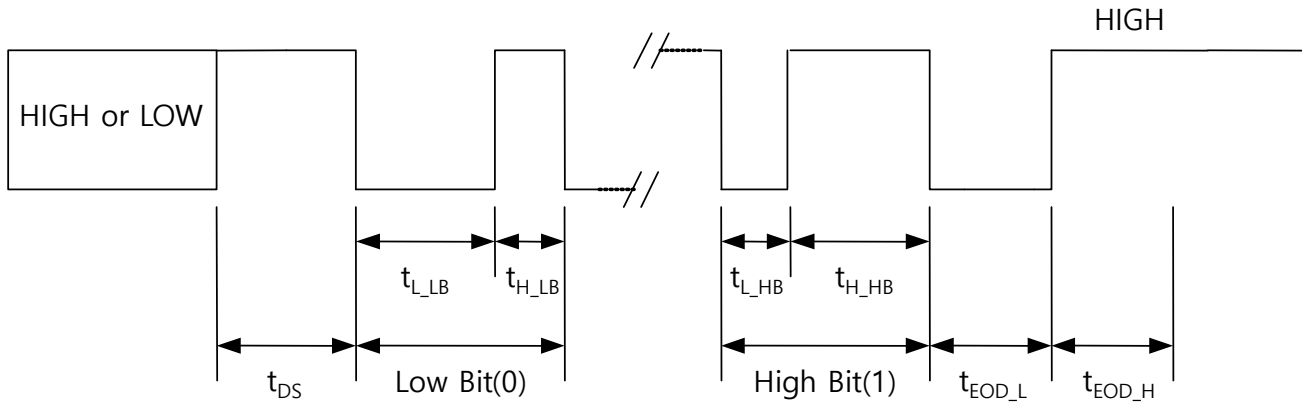 HIGH
HIGH or LOW
t_L_LB t_H_LB t_L_HB t_H_HB
t_DS Low Bit(0) High Bit(1) t_EOD_L t_EOD_H